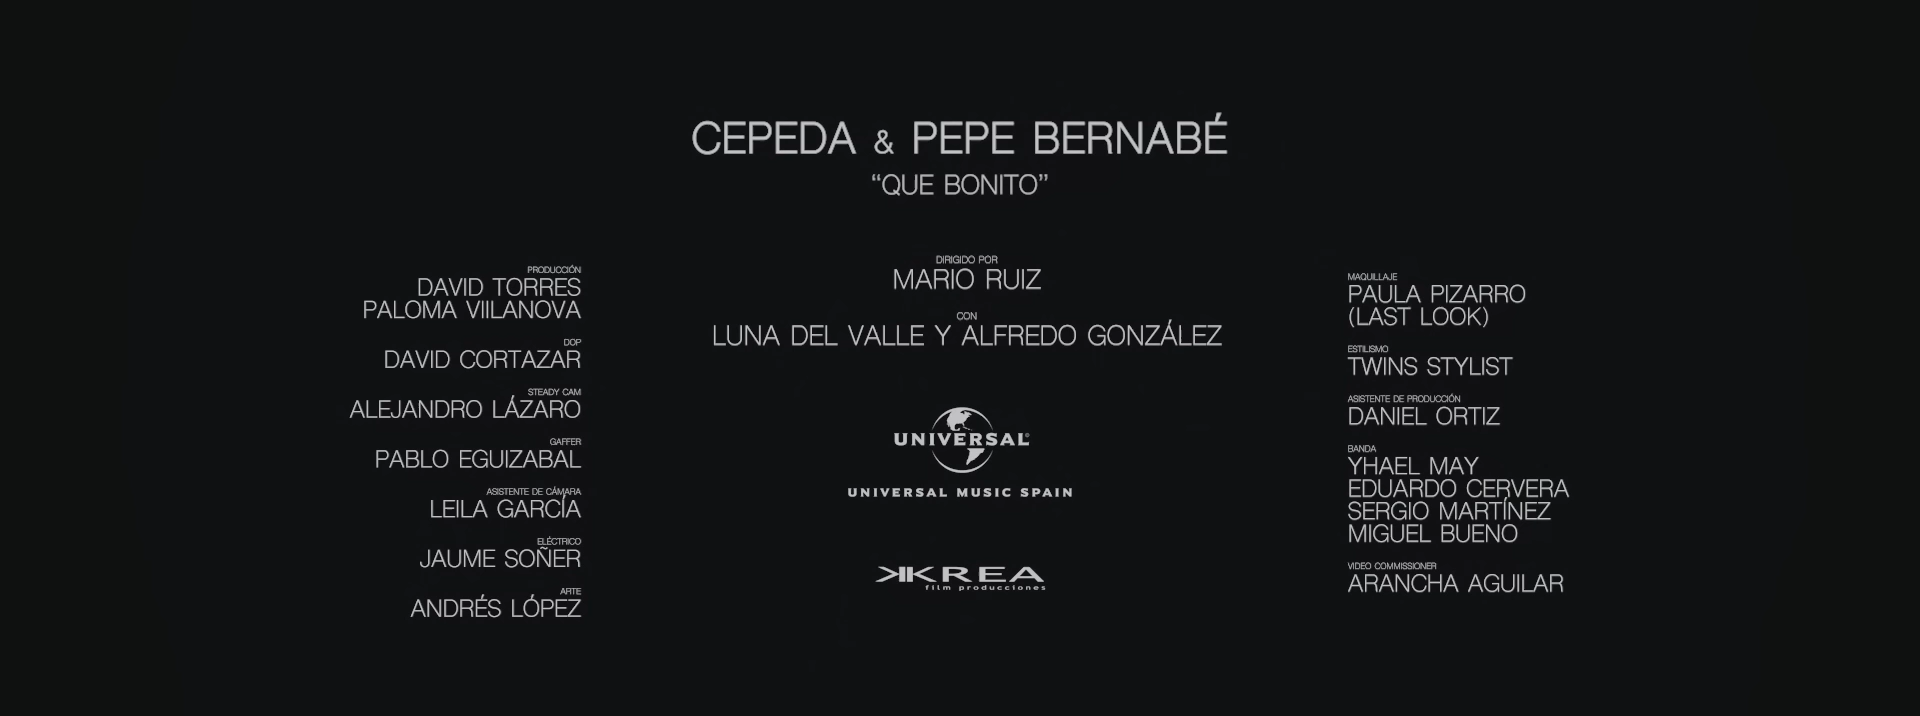 CEPEDA & PEPE BERNABÉ
“QUE BONITO”
PRODUCCIÓN
DAVID TORRES
PALOMA VIILANOVA
DOP
DAVID CORTAZAR
STEADY CAM
ALEJANDRO LÁZARO
GAFFER
PABLO EGUIZABAL
ASISTENTE DE CÁMARA
LEILA GARCÍA
ELÉCTRICO
JAUME SOÑER
ARTE
ANDRÉS LÓPEZ
DIRIGIDO POR
MARIO RUIZ
CON
LUNA DEL VALLE Y ALFREDO GONZÁLEZ
UNIVERSAL
UNIVERSAL MUSIC SPAIN
KREA
film producciones
MAQUILLAJE
PAULA PIZARRO
(LAST LOOK)
ESTILISMO
TWINS STYLIST
ASISTENTE DE PRODUCCIÓN
DANIEL ORTIZ
BANDA
YHAEL MAY
EDUARDO CERVERA
SERGIO MARTÍNEZ
MIGUEL BUENO
VIDEO COMMISSIONER
ARANCHA AGUILAR